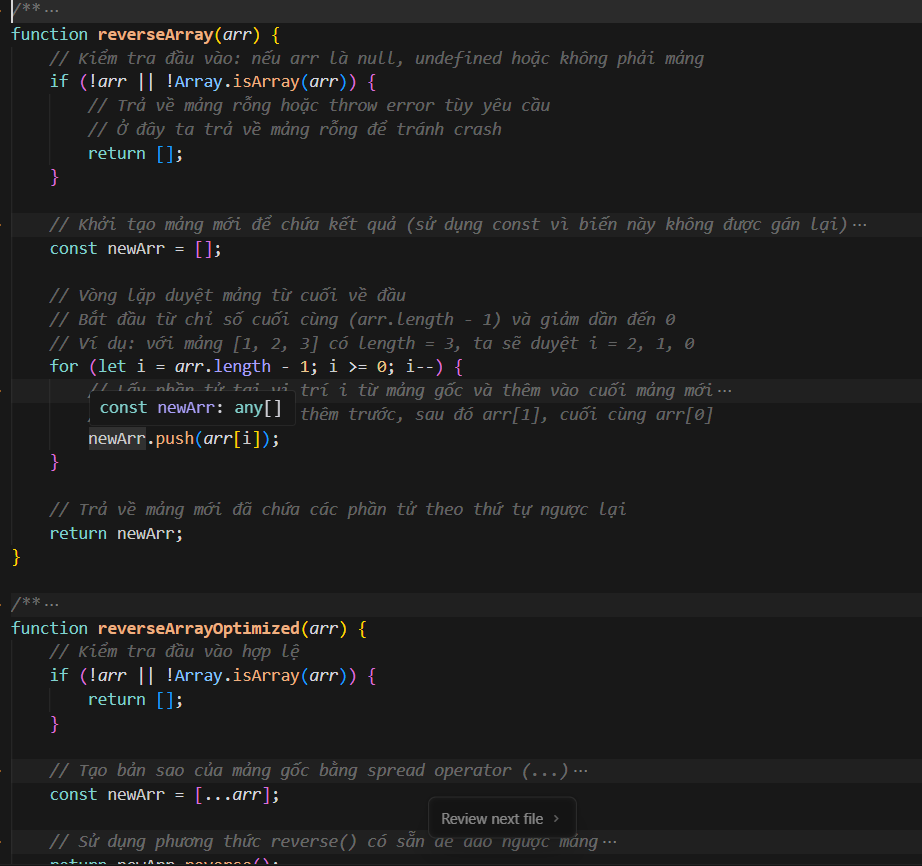 /**···
function reverseArray(arr) {
// Kiểm tra đầu vào: nếu arr là null, undefined hoặc không phải mảng
if (!arr || !Array.isArray(arr)) {
// Trả về mảng rỗng hoặc throw error tùy yêu cầu
// Ở đây ta trả về mảng rỗng để tránh crash
return [];
}
// Khởi tạo mảng mới để chứa kết quả (sử dụng const vì biến này không được gán lại)···
const newArr = [];
// Vòng lặp duyệt mảng từ cuối về đầu
// Bắt đầu từ chỉ số cuối cùng (arr.length - 1) và giảm dần đến 0
// Ví dụ: với mảng [1, 2, 3] có length = 3, ta sẽ duyệt i = 2, 1, 0
for (let i = arr.length - 1; i >= 0; i--) {
// Lấy phần tử tại vị trí i từ mảng gốc và thêm vào cuối mảng mới···
const newArr: any[]
thêm trước, sau đó arr[1], cuối cùng arr[0]
newArr.push(arr[i]);
}
// Trả về mảng mới đã chứa các phần tử theo thứ tự ngược lại
return newArr;
}
/**···
function reverseArrayOptimized(arr) {
// Kiểm tra đầu vào hợp lệ
if (!arr || !Array.isArray(arr)) {
return [];
}
// Tạo bản sao của mảng gốc bằng spread operator (...)···
const newArr = [...arr];
Review next file ›
// Sử dụng phương thức reverse() có sẵn để đảo ngược mảng···
return newArr.reverse();